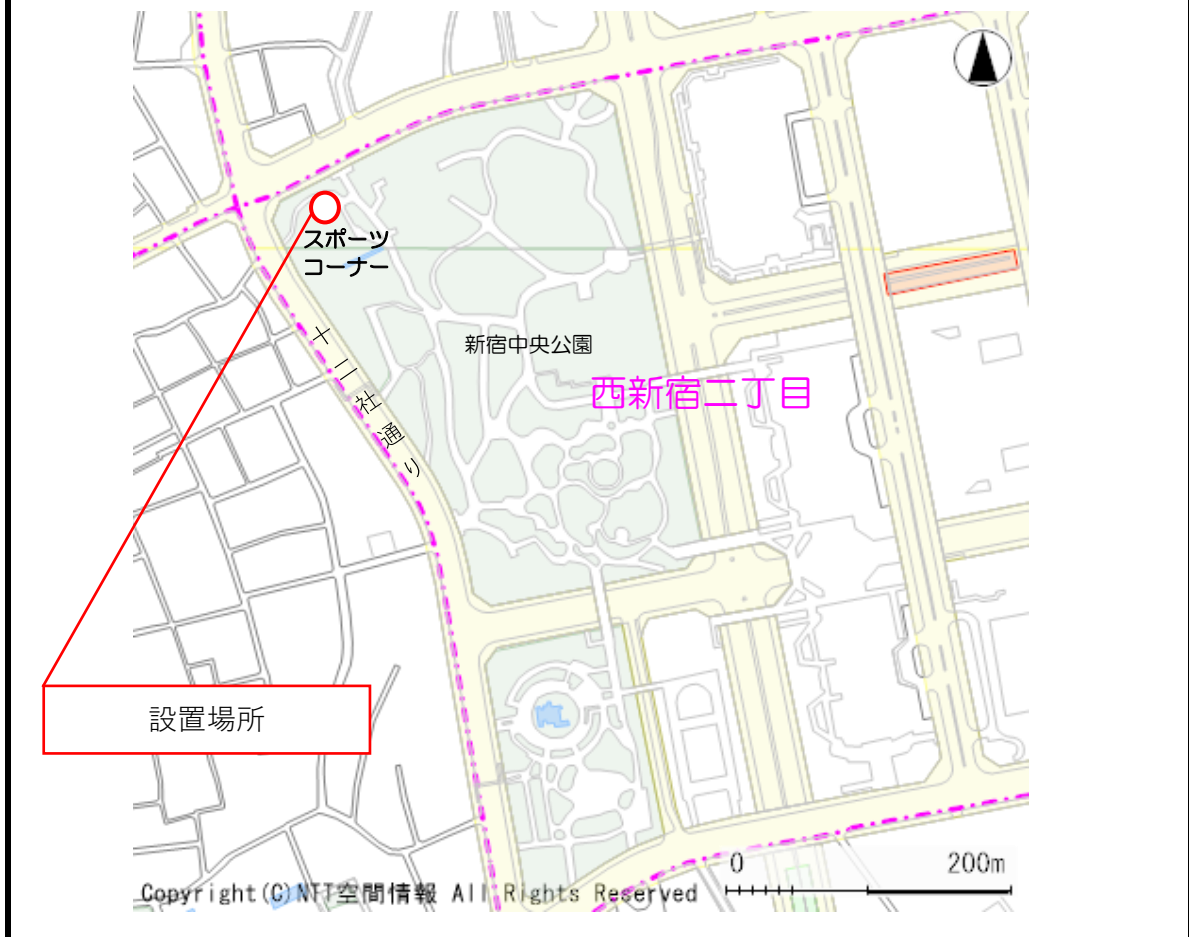 スポーツ
コーナー
新宿中央公園
西新宿二丁目
十二社通り
設置場所
0 200m
Copyright(C)NTT空間情報 All Rights Reserved